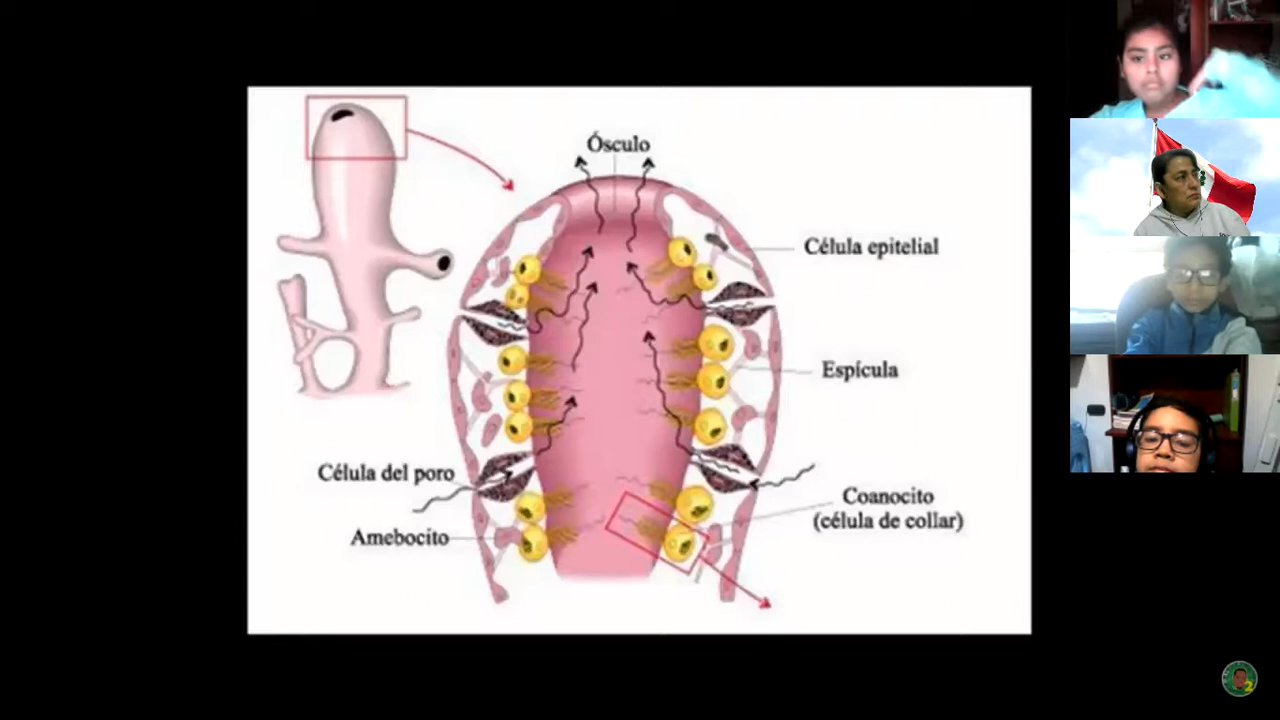 Ósculo
Célula epitelial
Espícula
Célula del poro
Coanocito
(célula de collar)
Amebocito